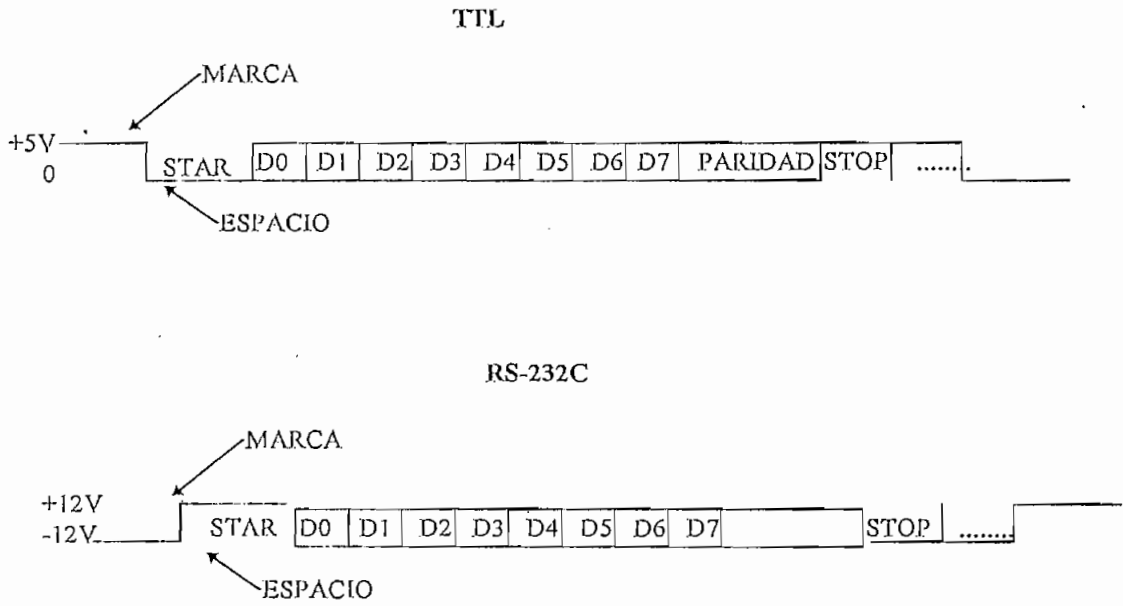 TTL
MARCA
+5V
0
STAR D0 D1 D2 D3 D4 D5 D6 D7 PARIDAD STOP ........
ESPACIO
RS-232C
MARCA
+12V
-12V
STAR D0 D1 D2 D3 D4 D5 D6 D7 STOP ........
ESPACIO